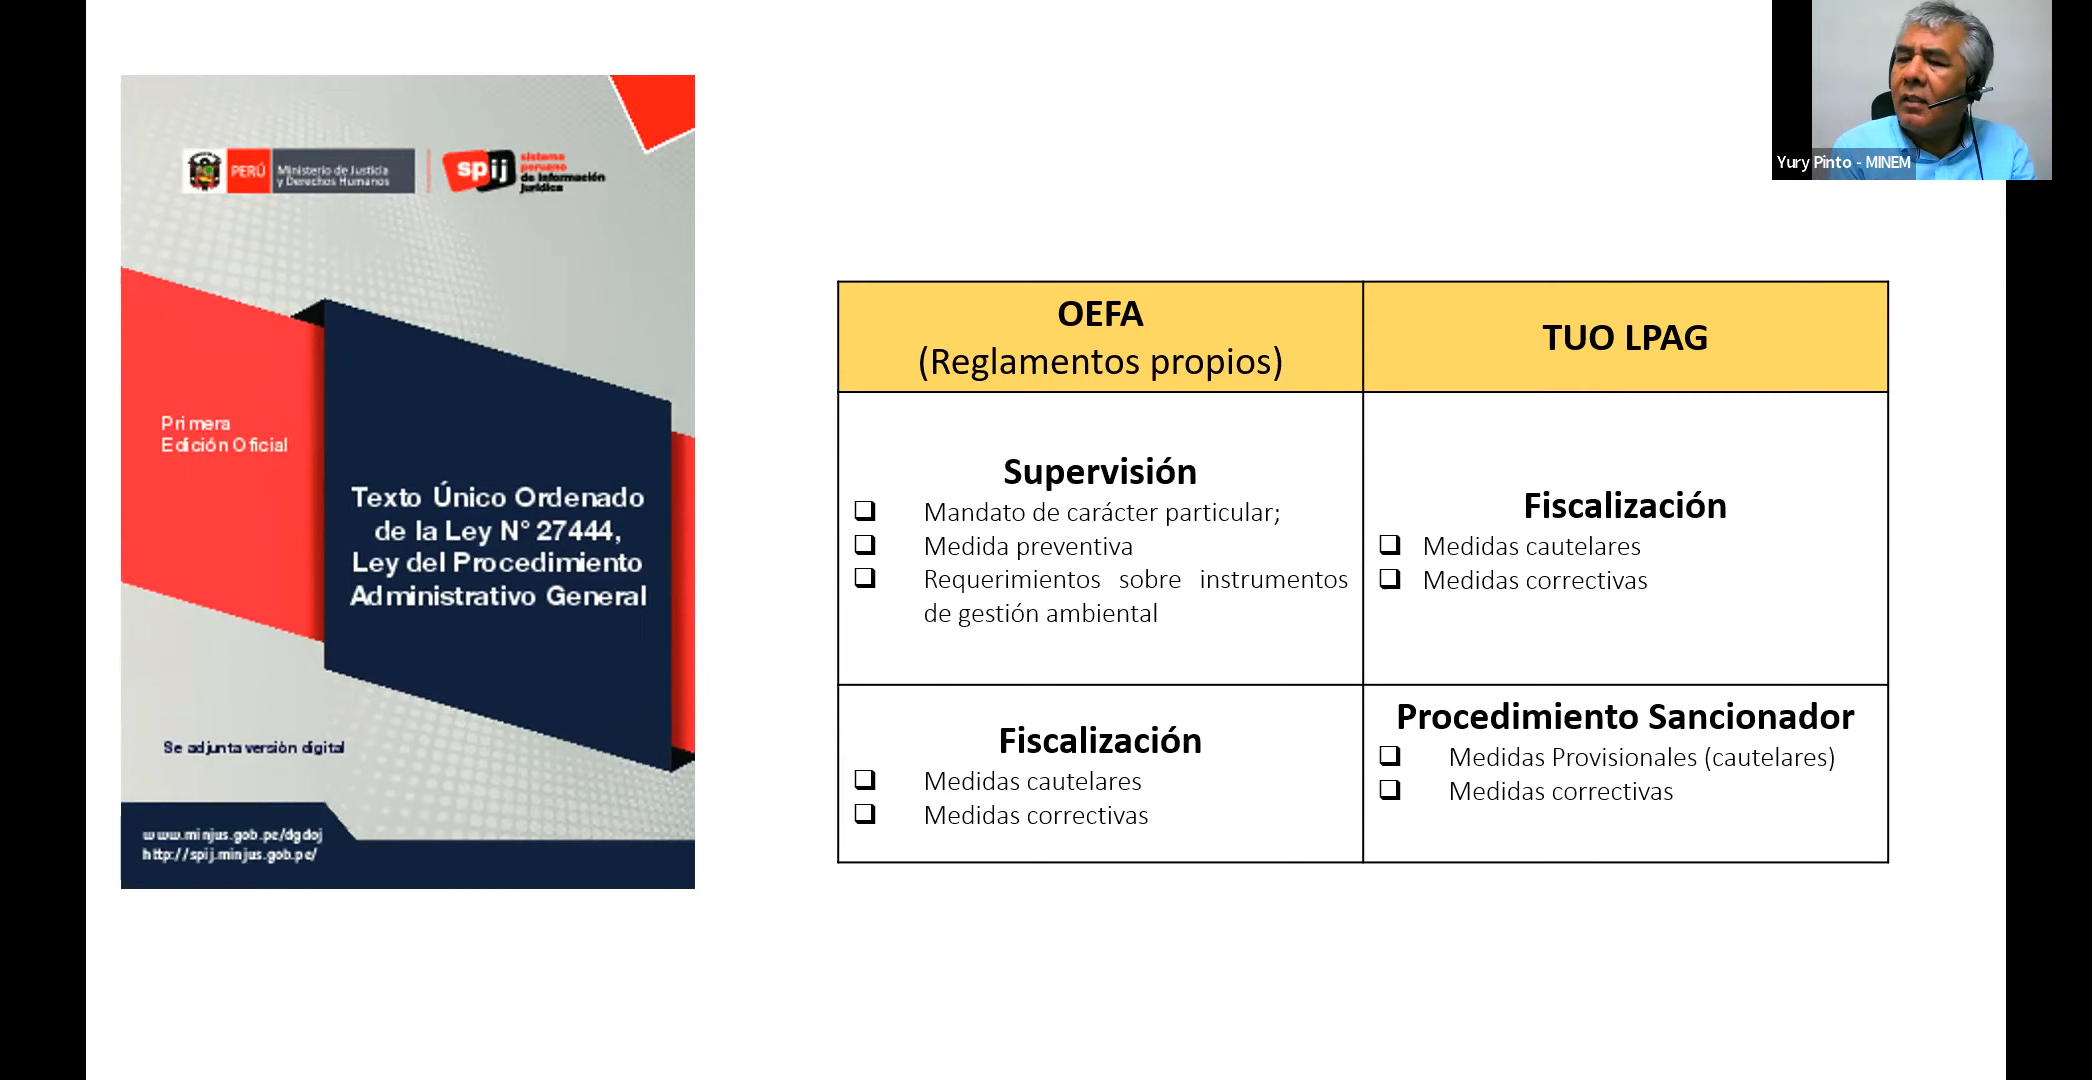 PERÚ
Ministerio de Justicia
y Derechos Humanos
spij
sistema
peruano
de información
jurídica
Primera
Edición Oficial
Texto Único Ordenado
de la Ley N° 27444,
Ley del Procedimiento
Administrativo General
Se adjunta versión digital
www.minjus.gob.pe/dgdoj
http://spij.minjus.gob.pe/
Yury Pinto - MINEM
OEFA
(Reglamentos propios)
TUO LPAG
Supervisión
Mandato de carácter particular;
Medida preventiva
Requerimientos sobre instrumentos
de gestión ambiental
Fiscalización
Medidas cautelares
Medidas correctivas
Fiscalización
Medidas cautelares
Medidas correctivas
Procedimiento Sancionador
Medidas Provisionales (cautelares)
Medidas correctivas